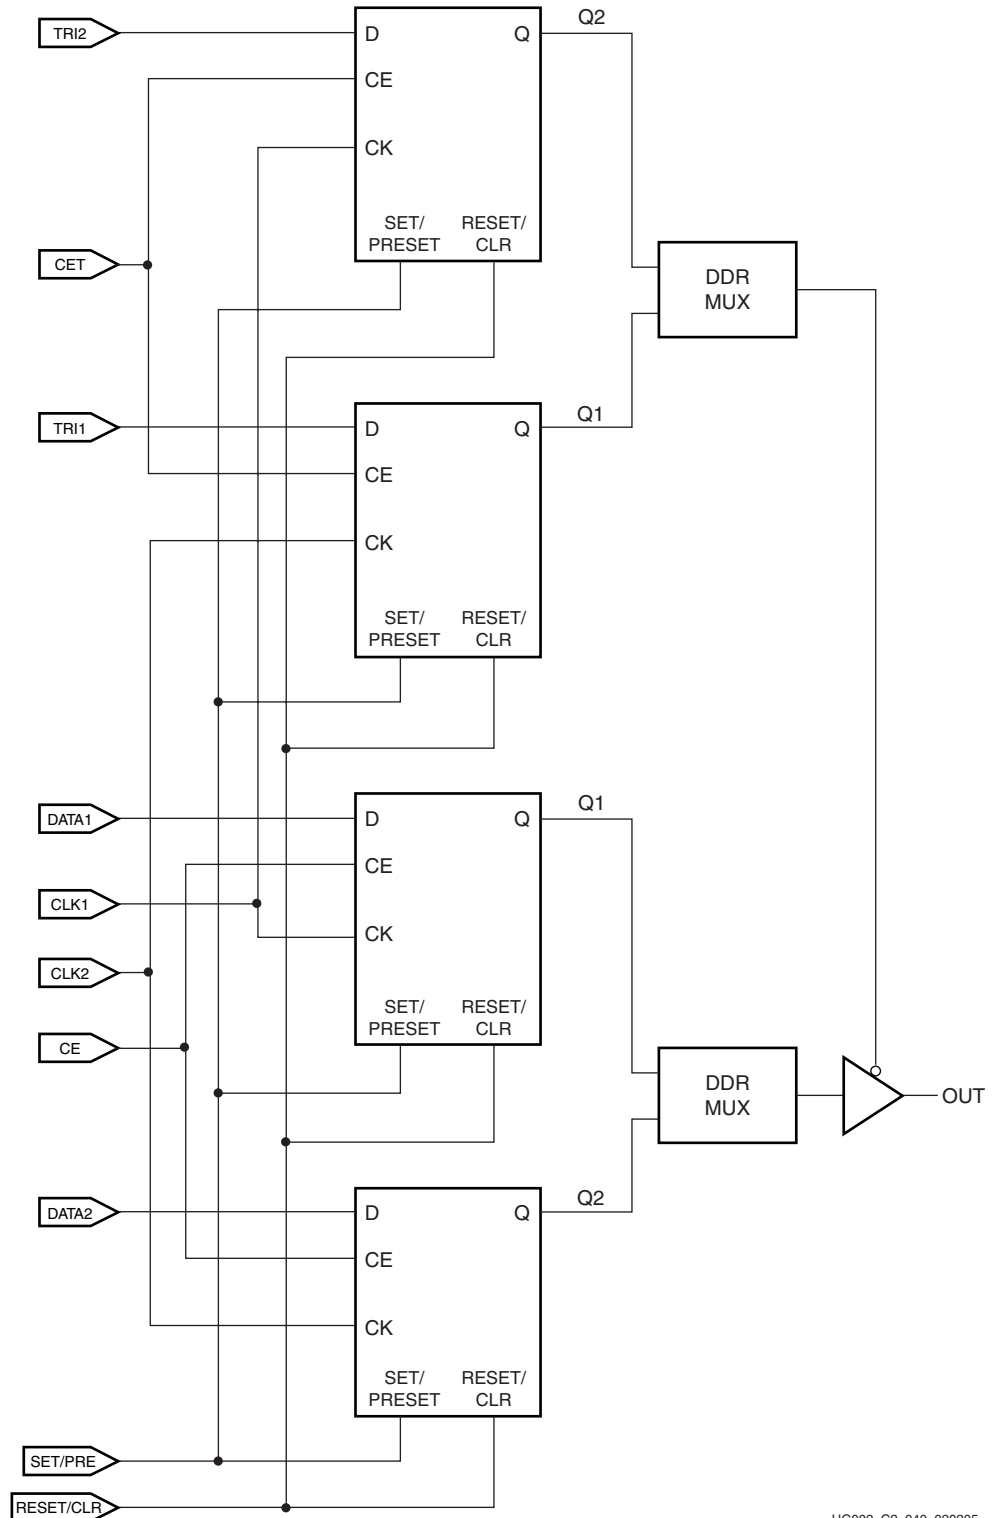 TRI2
D
Q
Q2
CE
CK
SET/
PRESET
RESET/
CLR
CET
DDR
MUX
TRI1
D
Q
Q1
CE
CK
SET/
PRESET
RESET/
CLR
DATA1
D
Q
Q1
CE
CLK1
CK
CLK2
SET/
PRESET
RESET/
CLR
CE
DDR
MUX
OUT
DATA2
D
Q
Q2
CE
CK
SET/
PRESET
RESET/
CLR
SET/PRE
RESET/CLR